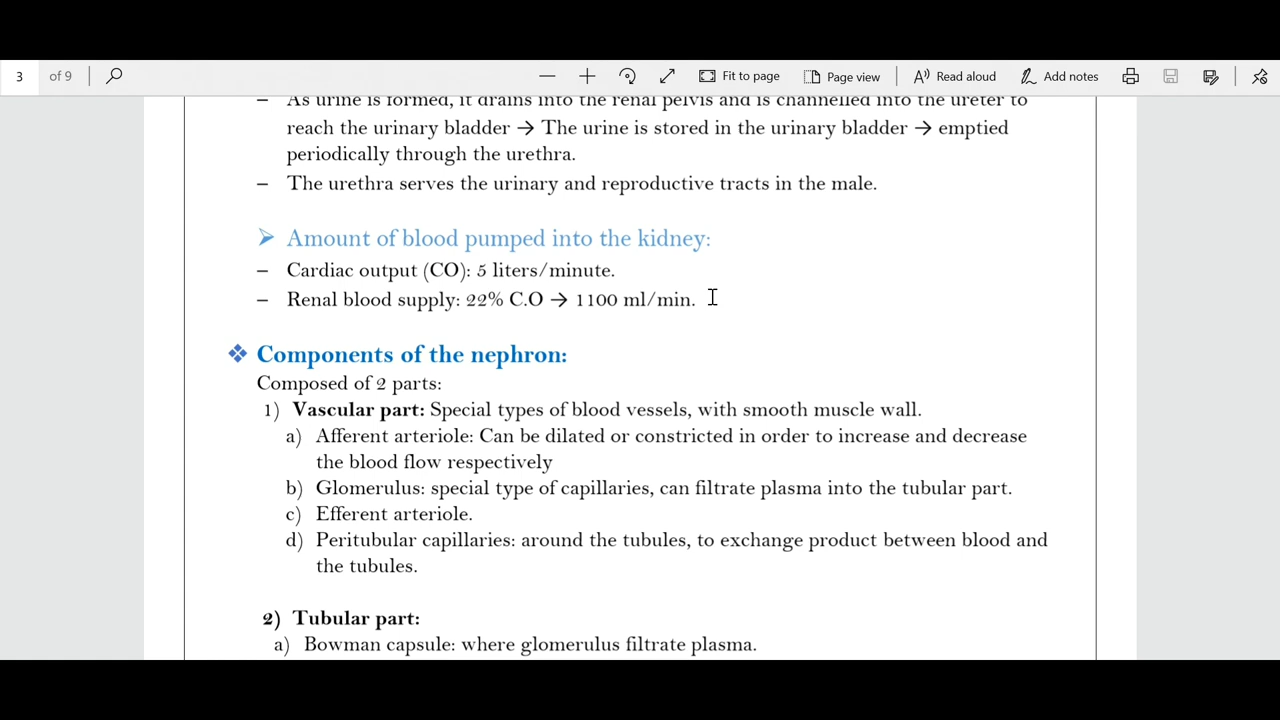 3 of 9 Fit to page Page view Read aloud Add notes
– As urine is formed, it drains into the renal pelvis and is channelled into the ureter to
reach the urinary bladder → The urine is stored in the urinary bladder → emptied
periodically through the urethra.
– The urethra serves the urinary and reproductive tracts in the male.
➢ Amount of blood pumped into the kidney:
– Cardiac output (CO): 5 liters/minute.
– Renal blood supply: 22% C.O → 1100 ml/min.
❖ Components of the nephron:
Composed of 2 parts:
1) Vascular part: Special types of blood vessels, with smooth muscle wall.
a) Afferent arteriole: Can be dilated or constricted in order to increase and decrease
the blood flow respectively
b) Glomerulus: special type of capillaries, can filtrate plasma into the tubular part.
c) Efferent arteriole.
d) Peritubular capillaries: around the tubules, to exchange product between blood and
the tubules.
2) Tubular part:
a) Bowman capsule: where glomerulus filtrate plasma.